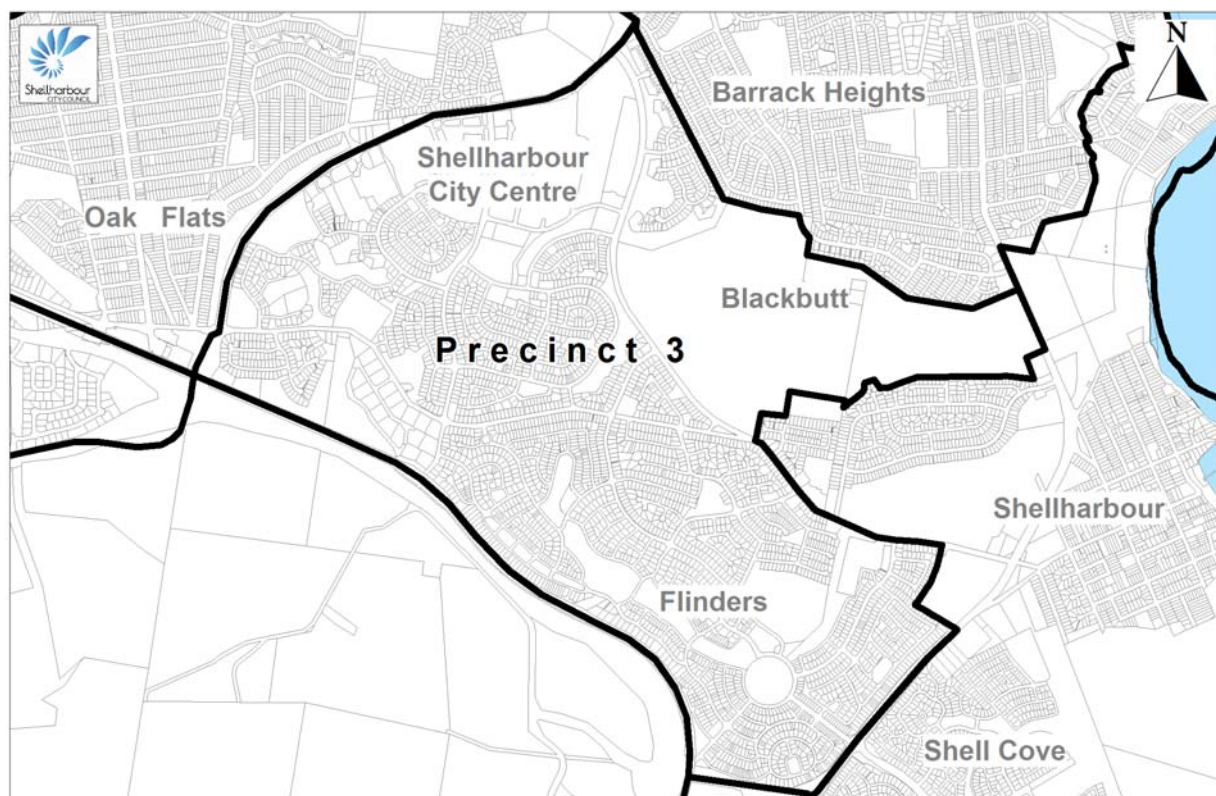 Shellharbour
CITY COUNCIL
N
Barrack Heights
Shellharbour
City Centre
Oak Flats
Blackbutt
Precinct 3
Shellharbour
Flinders
Shell Cove